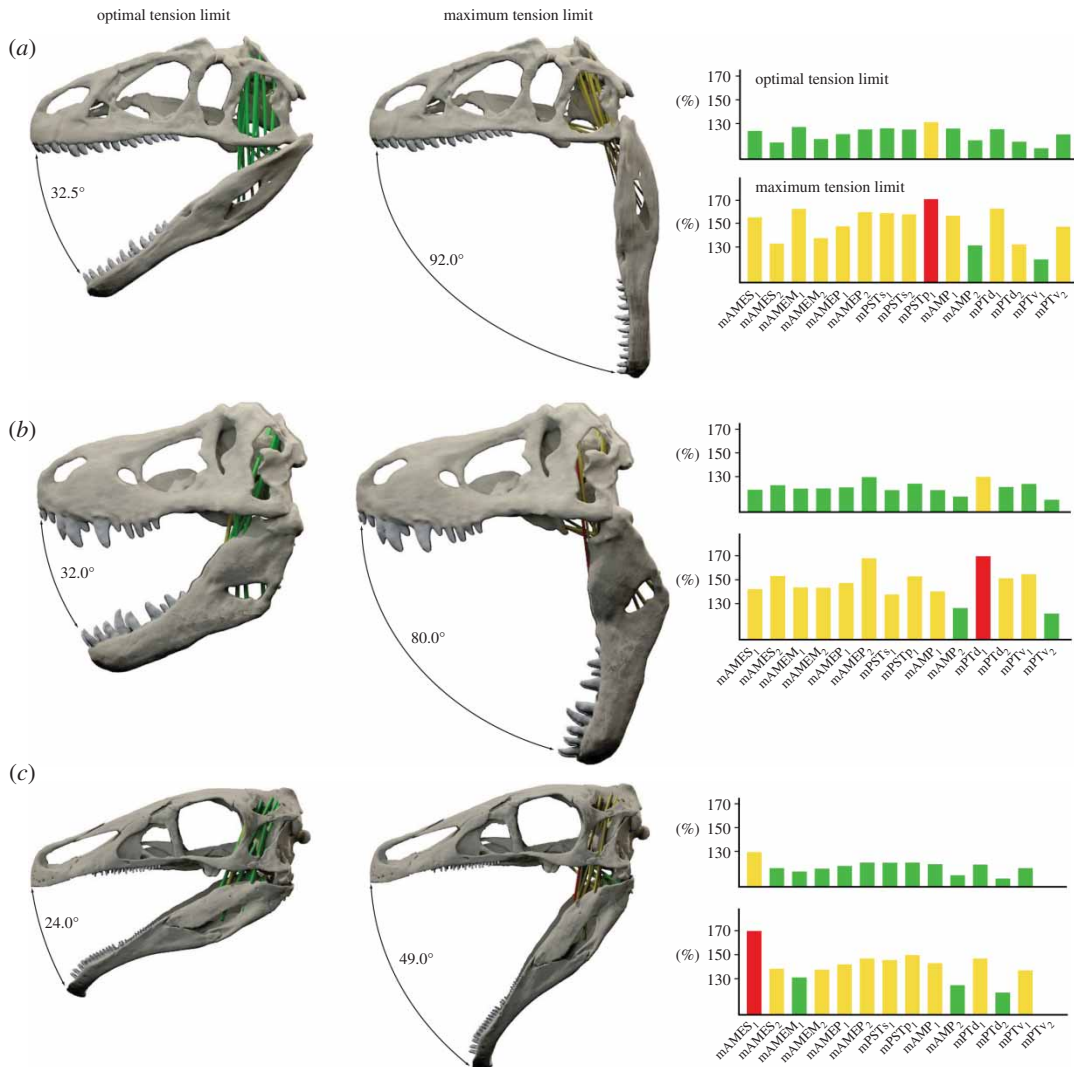 optimal tension limit
maximum tension limit
(a)
32.5°
92.0°
optimal tension limit
(%)
170
150
130
maximum tension limit
(%)
170
150
130
mAMES1
mAMES2
mAMEM1
mAMEM2
mAMEP1
mAMEP2
mPSTs1
mPSTs2
mPSTp1
mAMP1
mAMP2
mPTd1
mPTd2
mPTv1
mPTv2
(b)
32.0°
80.0°
(%)
170
150
130
(%)
170
150
130
mAMES1
mAMES2
mAMEM1
mAMEM2
mAMEP1
mAMEP2
mPSTs1
mPSTp1
mAMP1
mAMP2
mPTd1
mPTd2
mPTv1
mPTv2
(c)
24.0°
49.0°
(%)
170
150
130
(%)
170
150
130
mAMES1
mAMES2
mAMEM1
mAMEM2
mAMEP1
mAMEP2
mPSTs1
mPSTp1
mAMP1
mAMP2
mPTd1
mPTd2
mPTv1
mPTv2